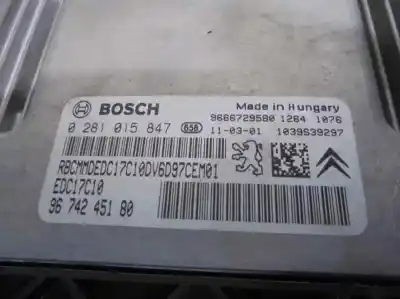 BOSCH
Made in Hungary
9666729580 1264 1076
0 281 015 847 658 11-03-01 1039S39297
RBCMMDEDC17C10DV6D97CEM01
EDC17C10
96 742 451 80